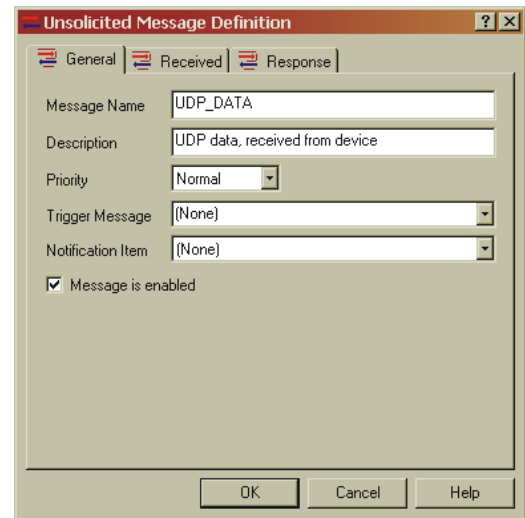 Unsolicited Message Definition ? X
General Received Response
Message Name UDP_DATA
Description UDP data, received from device
Priority Normal
Trigger Message (None)
Notification Item (None)
Message is enabled
OK Cancel Help